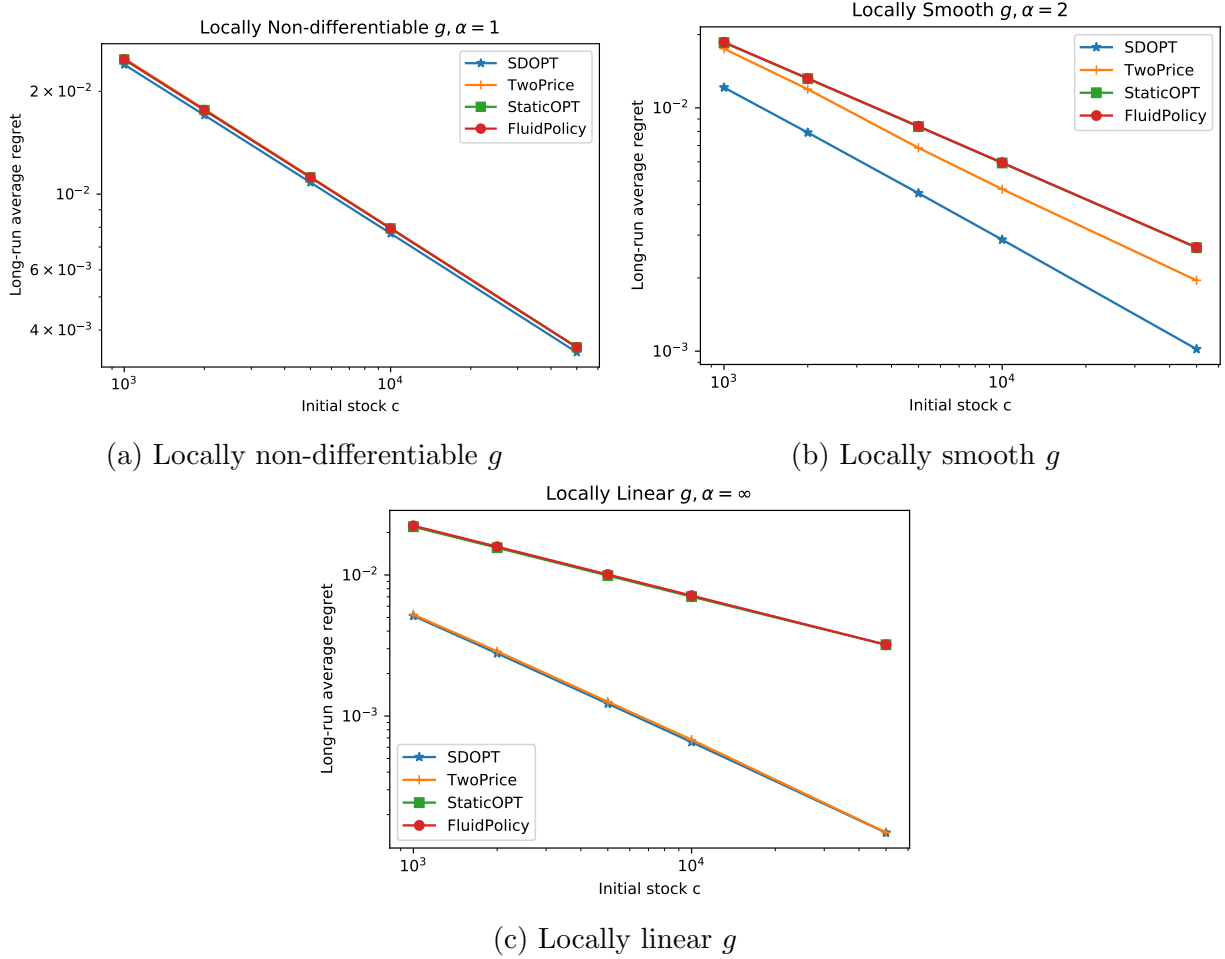 Locally Non-differentiable g, α = 1
Long-run average regret
2 × 10⁻²
10⁻²
6 × 10⁻³
4 × 10⁻³
SDOPT
TwoPrice
StaticOPT
FluidPolicy
10³
10⁴
Initial stock c
(a) Locally non-differentiable g
Locally Smooth g, α = 2
Long-run average regret
10⁻²
10⁻³
SDOPT
TwoPrice
StaticOPT
FluidPolicy
10³
10⁴
Initial stock c
(b) Locally smooth g
Locally Linear g, α = ∞
Long-run average regret
10⁻²
10⁻³
SDOPT
TwoPrice
StaticOPT
FluidPolicy
10³
10⁴
Initial stock c
(c) Locally linear g